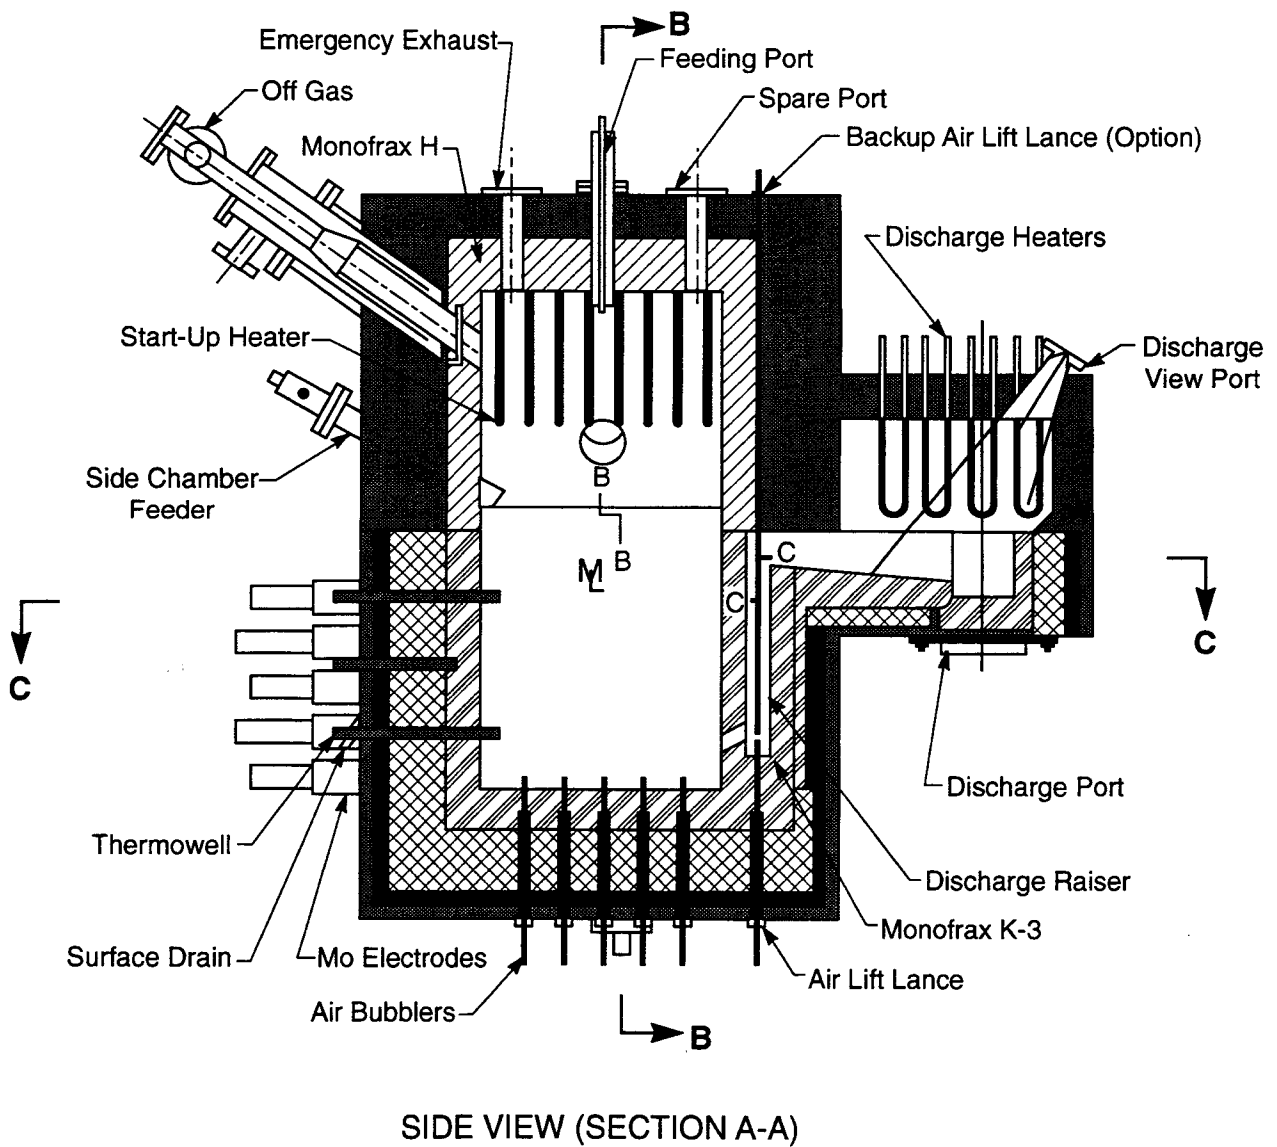 B
Emergency Exhaust
Feeding Port
Off Gas
Spare Port
Monofrax H
Backup Air Lift Lance (Option)
Discharge Heaters
Start-Up Heater
Discharge
View Port
Side Chamber
Feeder
B
B
C
C
C
C
Discharge Port
Thermowell
Discharge Raiser
Monofrax K-3
Surface Drain
Mo Electrodes
Air Lift Lance
Air Bubblers
B
SIDE VIEW (SECTION A-A)